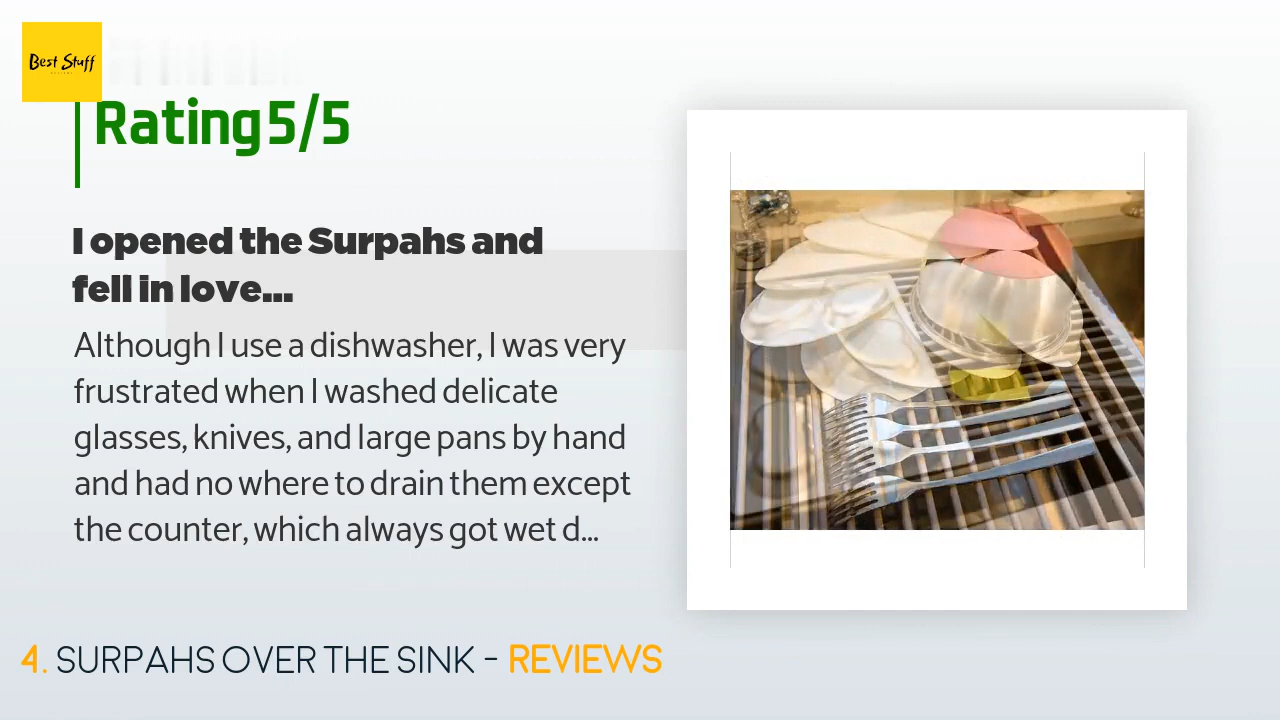 Best Stuff
Rating 5/5
I opened the Surpahs and
fell in love...
Although I use a dishwasher, I was very
frustrated when I washed delicate
glasses, knives, and large pans by hand
and had no where to drain them except
the counter, which always got wet d...
4. SURPAHS OVER THE SINK - REVIEWS